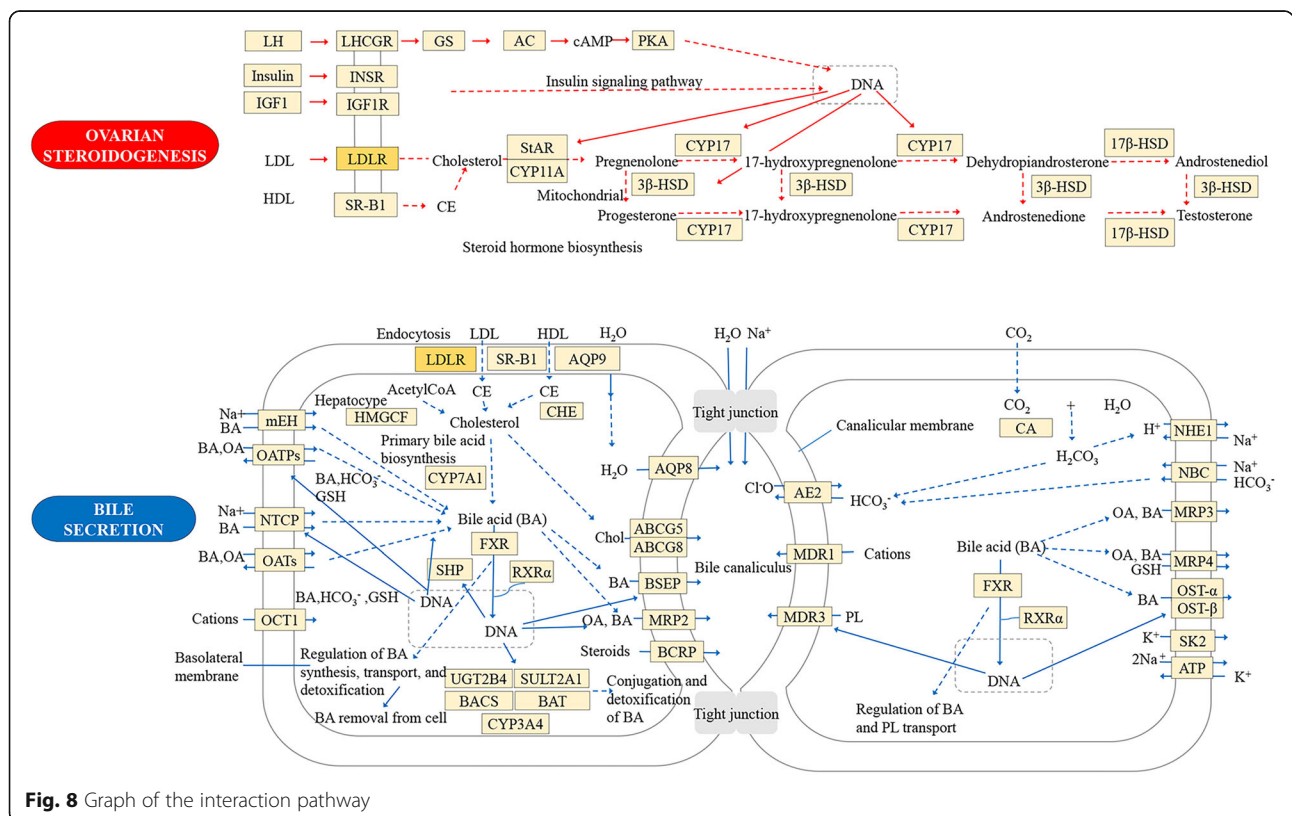 LH
LHCGR
GS
AC
cAMP
PKA
Insulin
INSR
Insulin signaling pathway
DNA
IGF1
IGF1R
OVARIAN
STEROIDOGENESIS
LDL
LDLR
Cholesterol
StAR
CYP11A
Pregnenolone
CYP17
17-hydroxypregnenolone
CYP17
Dehydropiandrosterone
17β-HSD
Androstenediol
3β-HSD
3β-HSD
3β-HSD
3β-HSD
Mitochondrial
HDL
SR-B1
CE
Progesterone
CYP17
17-hydroxypregnenolone
CYP17
Androstenedione
17β-HSD
Testosterone
Steroid hormone biosynthesis
BILE
SECRETION
Endocytosis
LDL
HDL
H₂O
LDLR
SR-B1
AQP9
AcetylCoA
CE
CE
Hepatocype
HMGCF
CHE
Cholesterol
Na+
BA
mEH
Primary bile acid
biosynthesis
BA,OA
OATPs
CYP7A1
H₂O
AQP8
BA,HCO₃⁻
GSH
Na+
BA
NTCP
Bile acid (BA)
FXR
Chol
ABCG5
ABCG8
BA,OA
OATs
SHP
RXRα
BA
BSEP
BA,HCO₃⁻ ,GSH
DNA
Cations
OCT1
DNA
OA, BA
MRP2
Steroids
BCRP
Basolateral
membrane
Regulation of BA
synthesis, transport, and
detoxification
BA removal from cell
UGT2B4
SULT2A1
BACS
BAT
CYP3A4
Conjugation and
detoxification
of BA
H₂O
Na⁺
Tight junction
Bile canaliculus
Tight junction
CO₂
CO₂
+
H₂O
CA
Canalicular membrane
H₂CO₃
H⁺
NHE1
Na⁺
Cl⁻O
AE2
HCO₃⁻
NBC
Na⁺
HCO₃⁻
OA, BA
MRP3
MDR1
Cations
Bile acid (BA)
OA, BA
GSH
MRP4
FXR
BA
OST-α
OST-β
MDR3
PL
RXRα
K⁺
SK2
2Na⁺
ATP
K⁺
DNA
Regulation of BA
and PL transport
Fig. 8 Graph of the interaction pathway